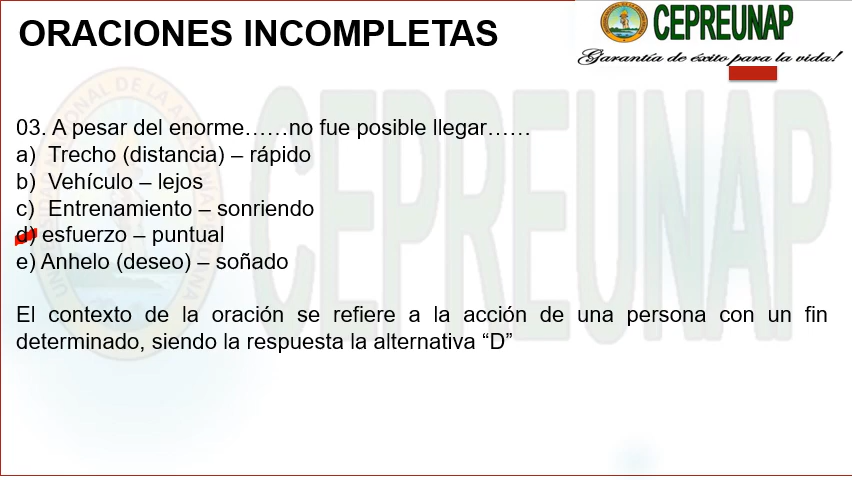 ORACIONES INCOMPLETAS
CEPREUNAP
Garantía de éxito para la vida!
03. A pesar del enorme……no fue posible llegar……
a) Trecho (distancia) – rápido
b) Vehículo – lejos
c) Entrenamiento – sonriendo
d) esfuerzo – puntual
e) Anhelo (deseo) – soñado
El contexto de la oración se refiere a la acción de una persona con un fin
determinado, siendo la respuesta la alternativa “D”
CEPREUNAP